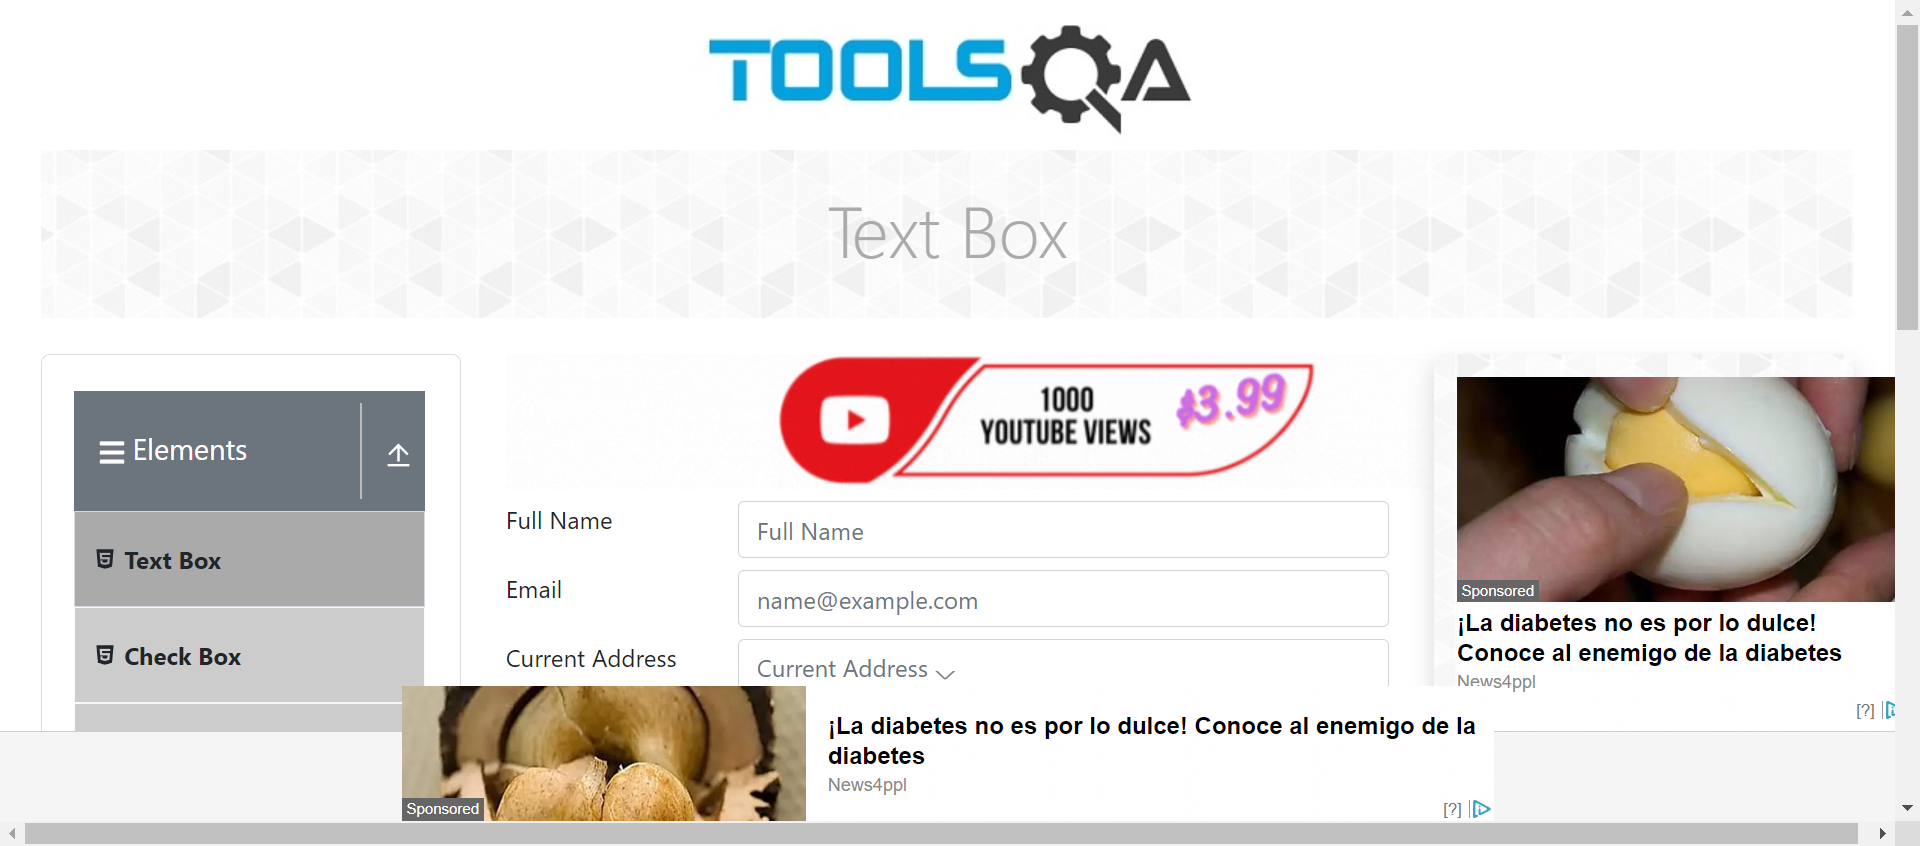 TOOLSQA
Text Box
Elements
Text Box
Check Box
1000
YOUTUBE VIEWS
$3.99
Full Name
Full Name
Email
name@example.com
Current Address
Current Address
Sponsored
¡La diabetes no es por lo dulce!
Conoce al enemigo de la diabetes
News4ppl
[?]
Sponsored
¡La diabetes no es por lo dulce! Conoce al enemigo de la
diabetes
News4ppl
[?]